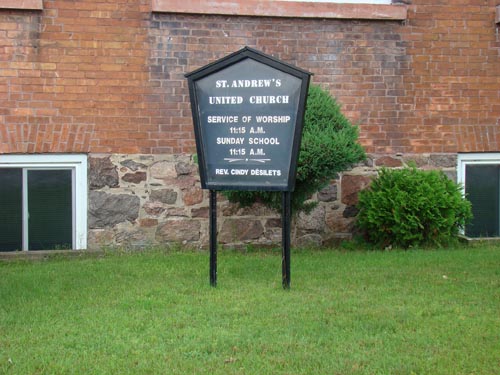 ST. ANDREW'S
UNITED CHURCH
SERVICE OF WORSHIP
11:15 A.M.
SUNDAY SCHOOL
11:15 A.M.
REV. CINDY DÉSILETS